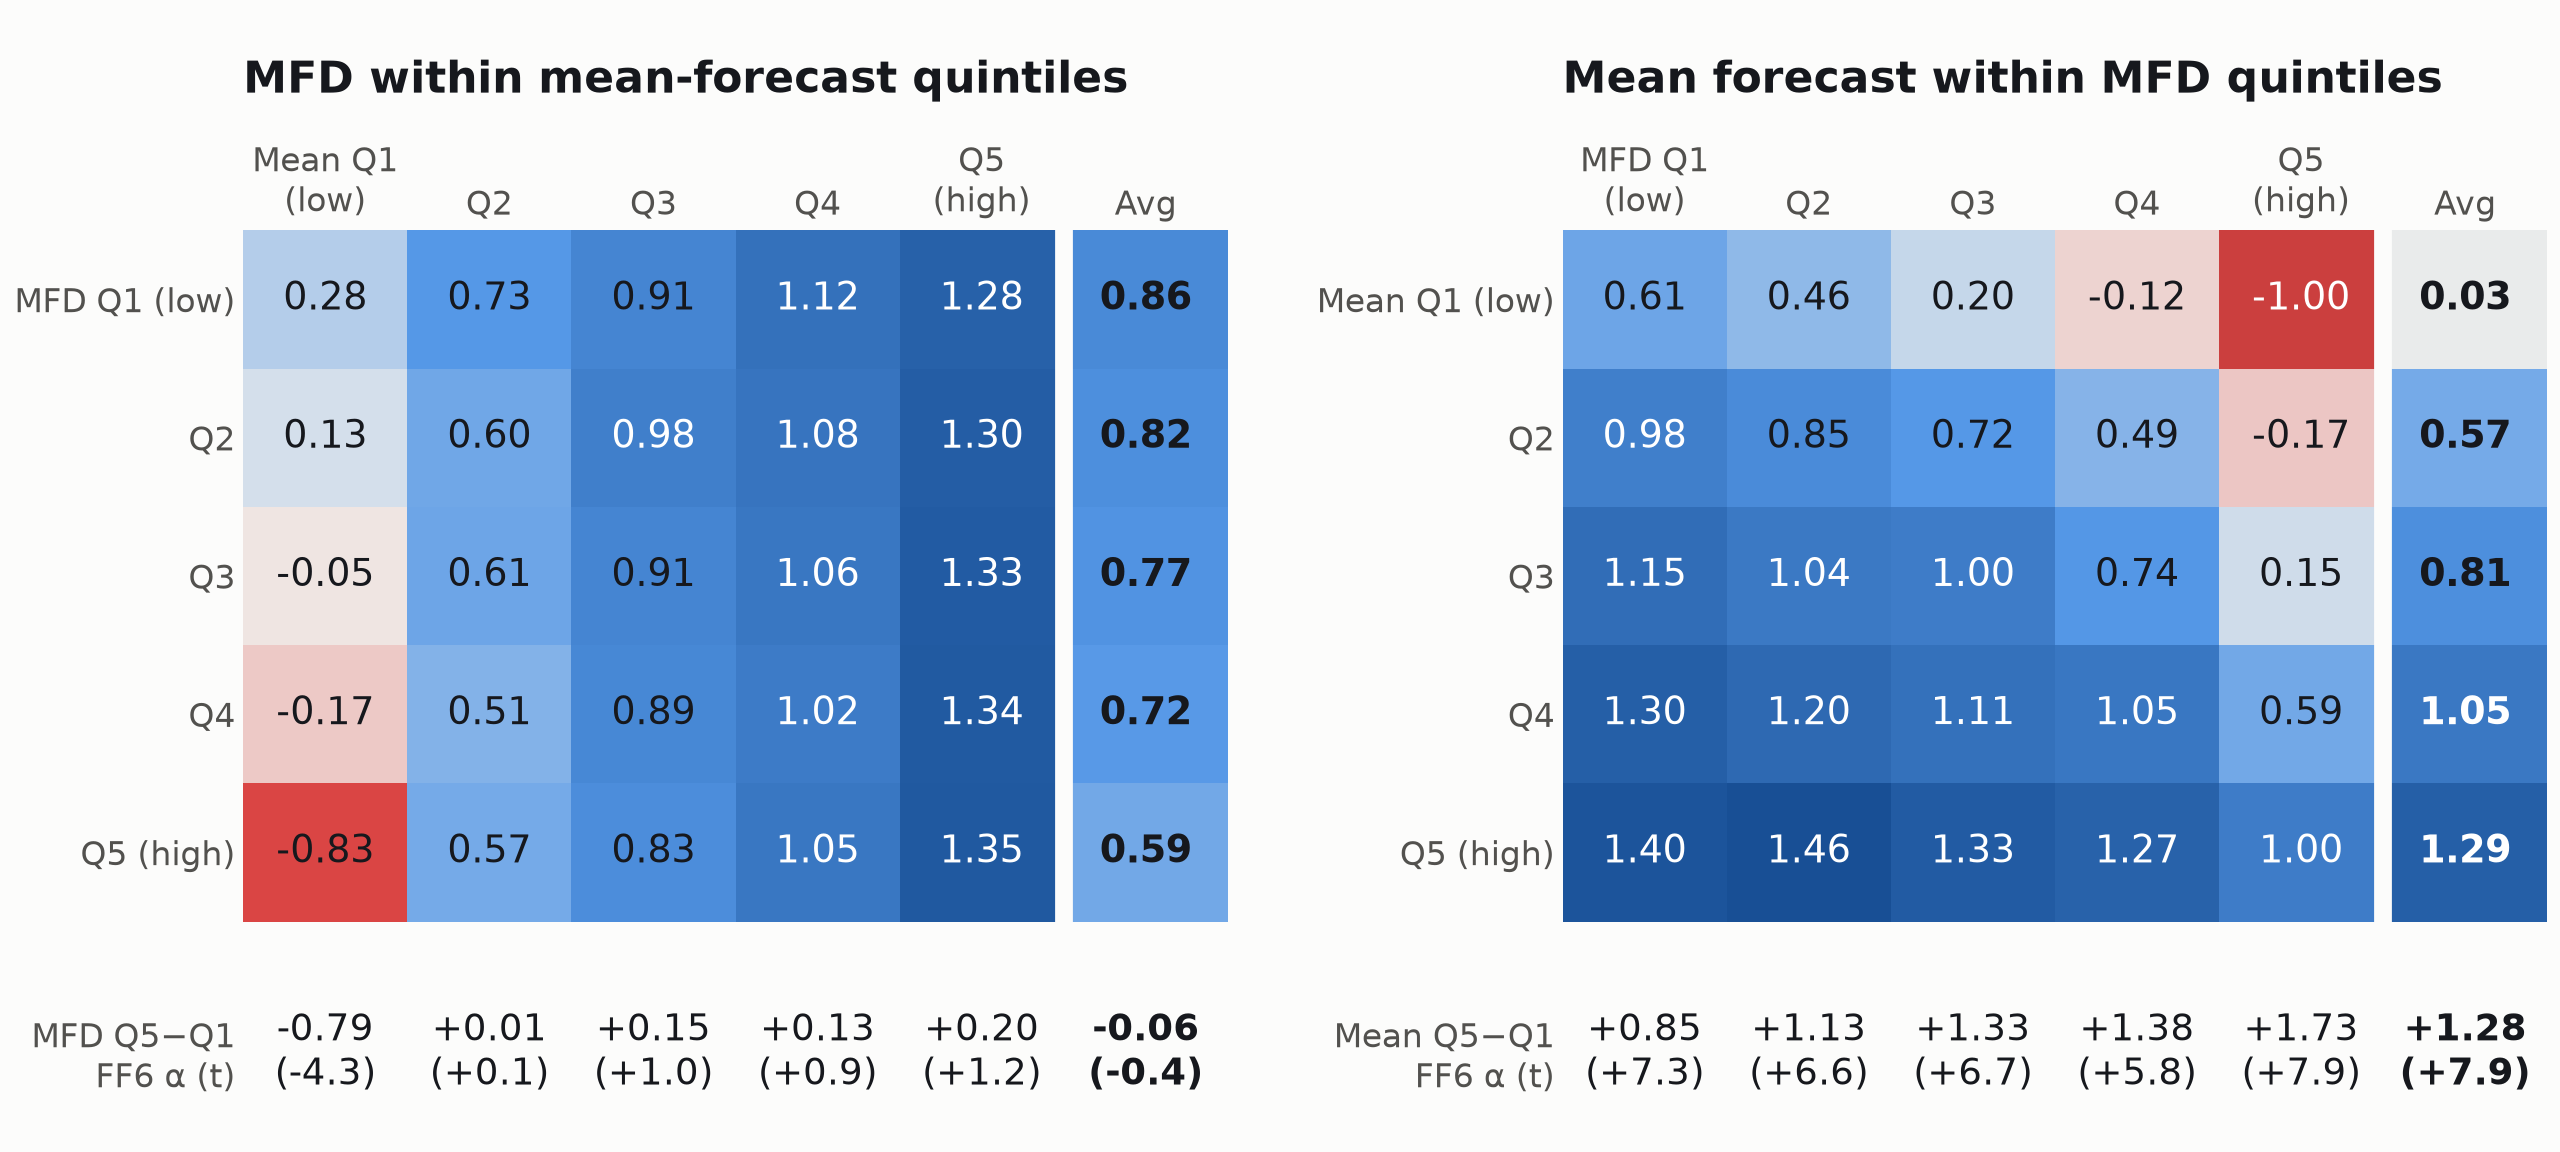 MFD within mean-forecast quintiles
Mean Q1 (low) Q2 Q3 Q4 Q5 (high) Avg
MFD Q1 (low) 0.28 0.73 0.91 1.12 1.28 0.86
Q2 0.13 0.60 0.98 1.08 1.30 0.82
Q3 -0.05 0.61 0.91 1.06 1.33 0.77
Q4 -0.17 0.51 0.89 1.02 1.34 0.72
Q5 (high) -0.83 0.57 0.83 1.05 1.35 0.59
MFD Q5−Q1 -0.79 +0.01 +0.15 +0.13 +0.20 -0.06
FF6 α (t) (-4.3) (+0.1) (+1.0) (+0.9) (+1.2) (-0.4)
Mean forecast within MFD quintiles
MFD Q1 (low) Q2 Q3 Q4 Q5 (high) Avg
Mean Q1 (low) 0.61 0.46 0.20 -0.12 -1.00 0.03
Q2 0.98 0.85 0.72 0.49 -0.17 0.57
Q3 1.15 1.04 1.00 0.74 0.15 0.81
Q4 1.30 1.20 1.11 1.05 0.59 1.05
Q5 (high) 1.40 1.46 1.33 1.27 1.00 1.29
Mean Q5−Q1 +0.85 +1.13 +1.33 +1.38 +1.73 +1.28
FF6 α (t) (+7.3) (+6.6) (+6.7) (+5.8) (+7.9) (+7.9)